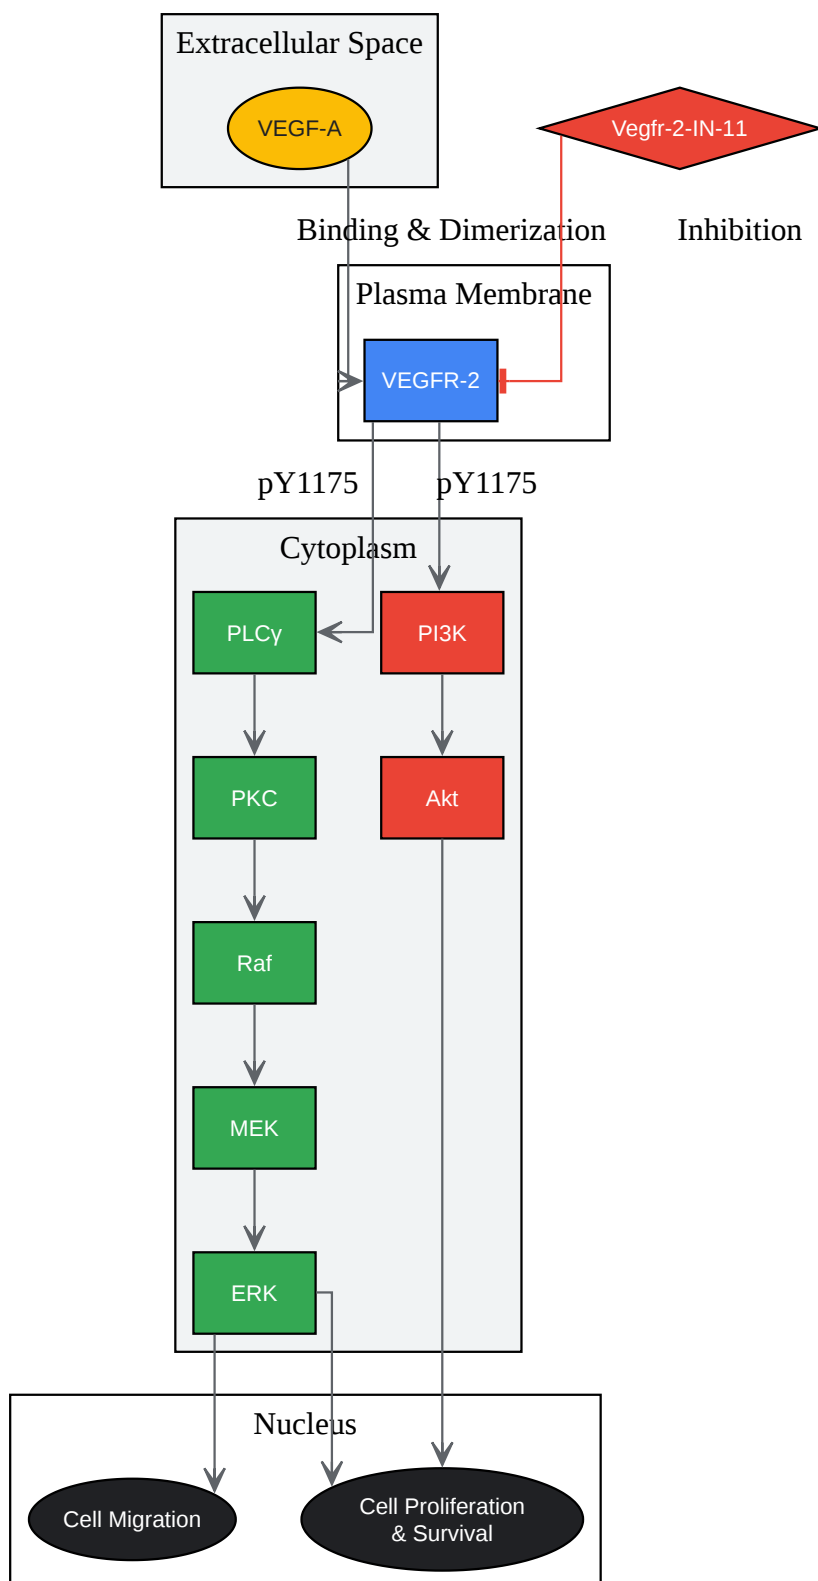 Extracellular Space
VEGF-A
Vegfr-2-IN-11
Binding & Dimerization
Inhibition
Plasma Membrane
VEGFR-2
pY1175
pY1175
Cytoplasm
PLCγ
PI3K
PKC
Akt
Raf
MEK
ERK
Nucleus
Cell Migration
Cell Proliferation
& Survival